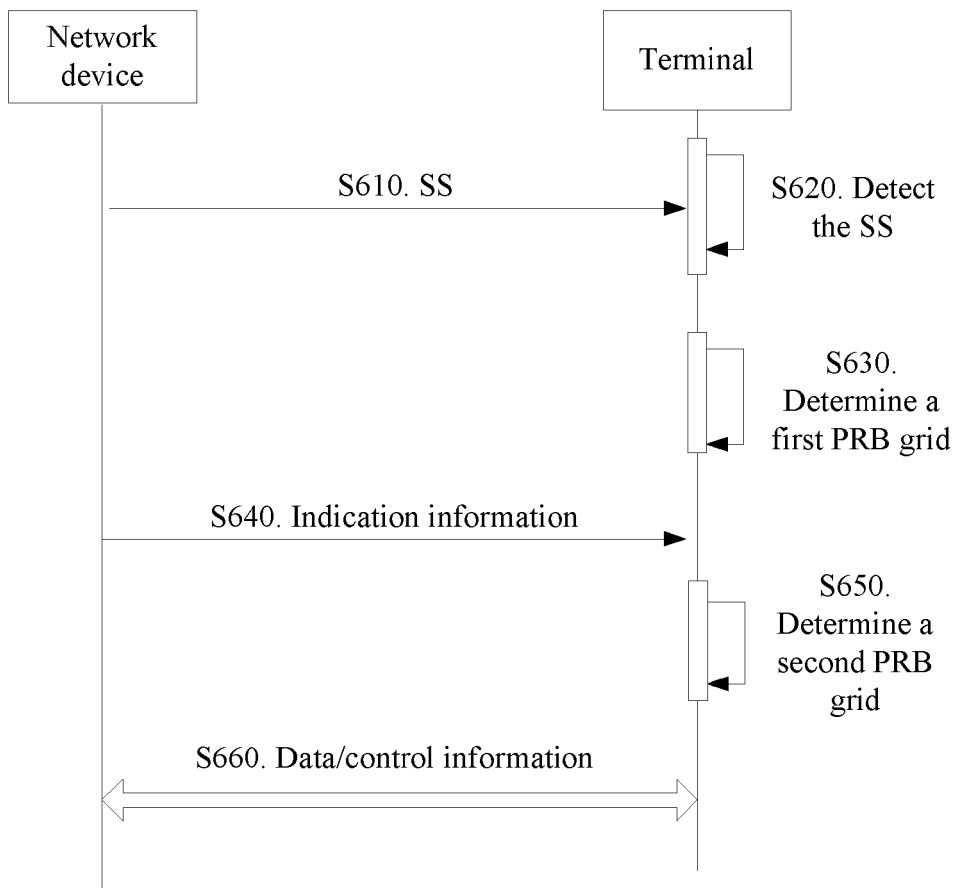 Network
device
Terminal
S610. SS
S620. Detect
the SS
S630.
Determine a
first PRB grid
S640. Indication information
S650.
Determine a
second PRB
grid
S660. Data/control information